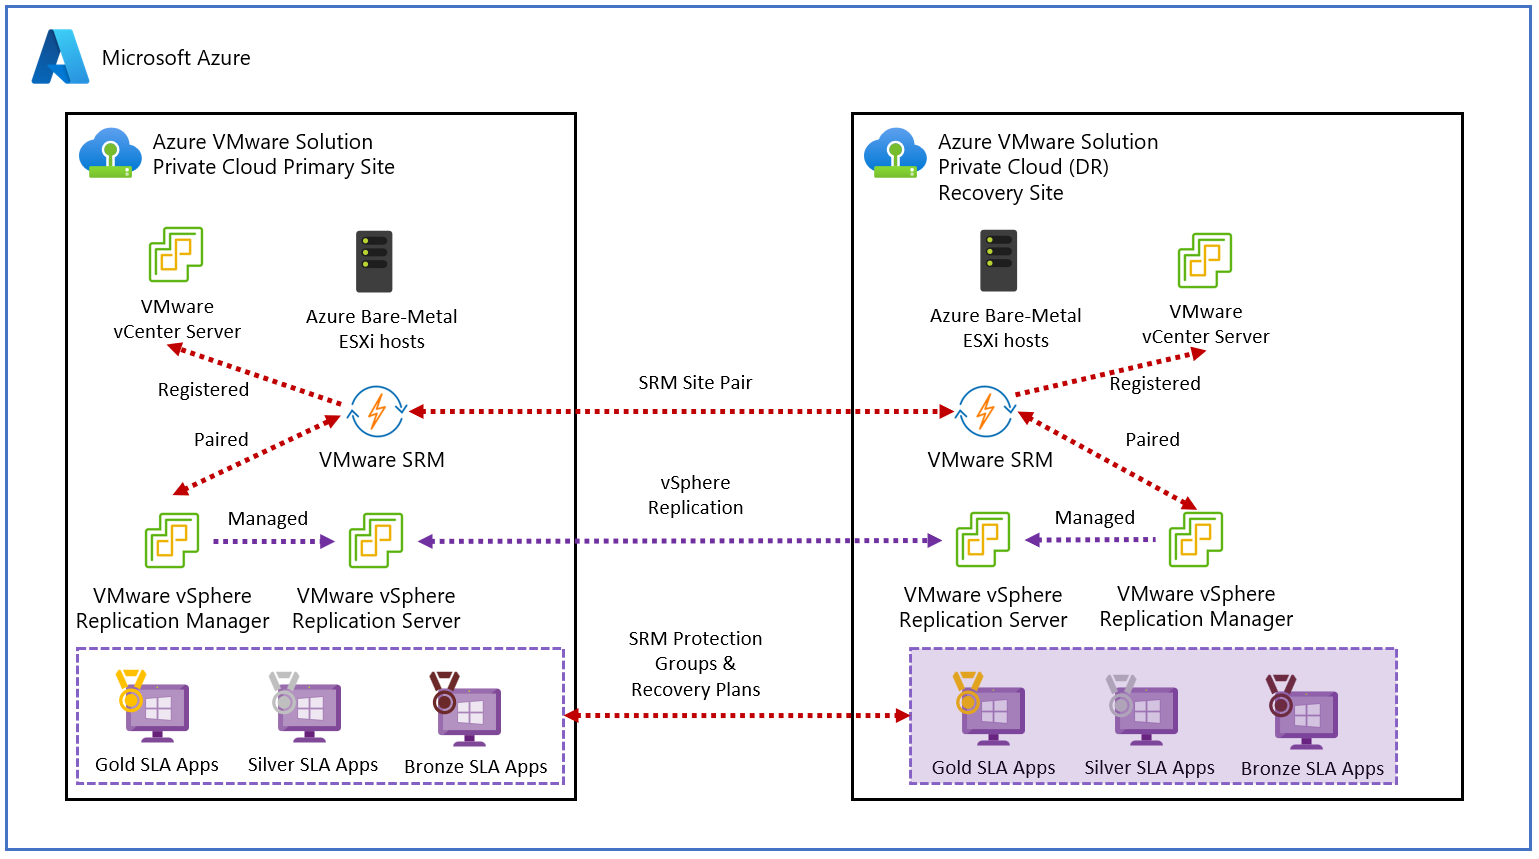 Microsoft Azure
Azure VMware Solution
Private Cloud Primary Site
VMware
vCenter Server
Azure Bare-Metal
ESXi hosts
Registered
Paired
VMware SRM
Managed
VMware vSphere
Replication Manager
VMware vSphere
Replication Server
Gold SLA Apps
Silver SLA Apps
Bronze SLA Apps
SRM Site Pair
vSphere
Replication
SRM Protection
Groups &
Recovery Plans
Azure VMware Solution
Private Cloud (DR)
Recovery Site
Azure Bare-Metal
ESXi hosts
VMware
vCenter Server
Registered
Paired
VMware SRM
Managed
VMware vSphere
Replication Server
VMware vSphere
Replication Manager
Gold SLA Apps
Silver SLA Apps
Bronze SLA Apps